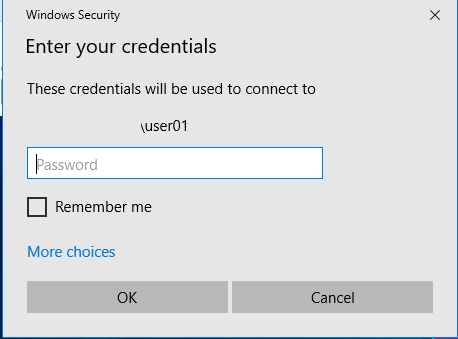 Windows Security
Enter your credentials
These credentials will be used to connect to
\user01
Password
Remember me
More choices
OK
Cancel